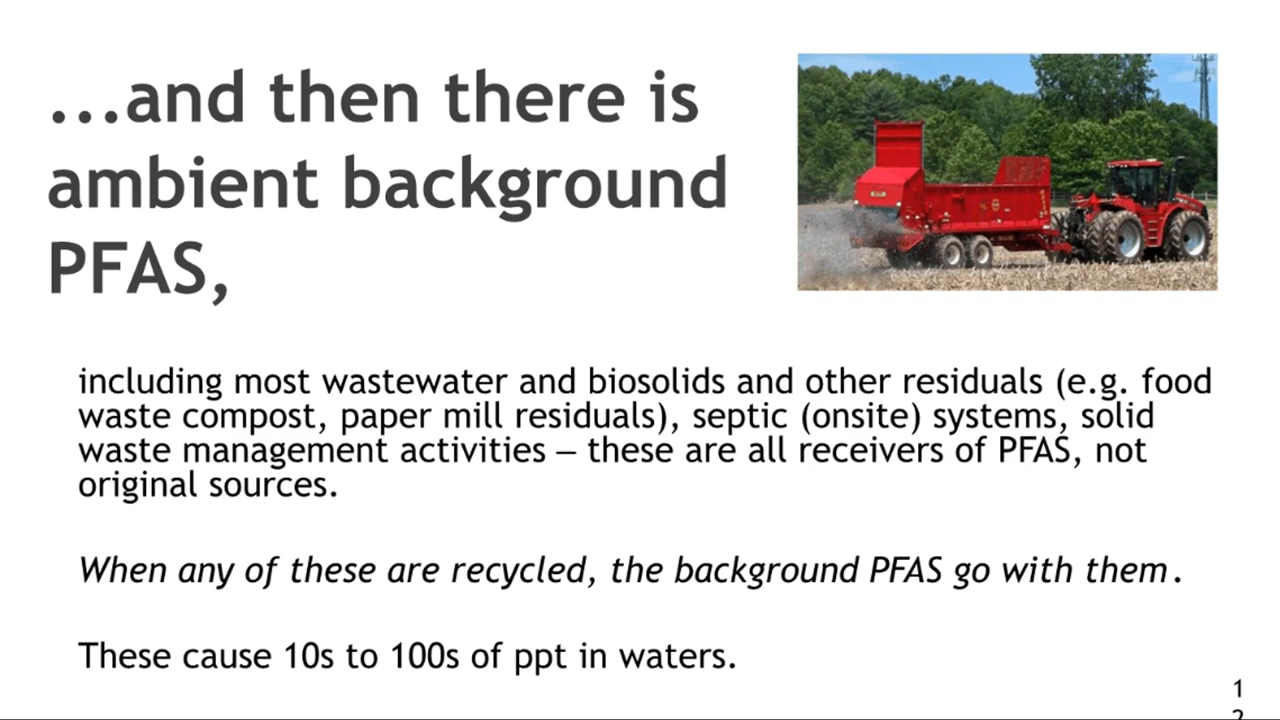 ...and then there is
ambient background
PFAS,
including most wastewater and biosolids and other residuals (e.g. food
waste compost, paper mill residuals), septic (onsite) systems, solid
waste management activities – these are all receivers of PFAS, not
original sources.
When any of these are recycled, the background PFAS go with them.
These cause 10s to 100s of ppt in waters.
1
2